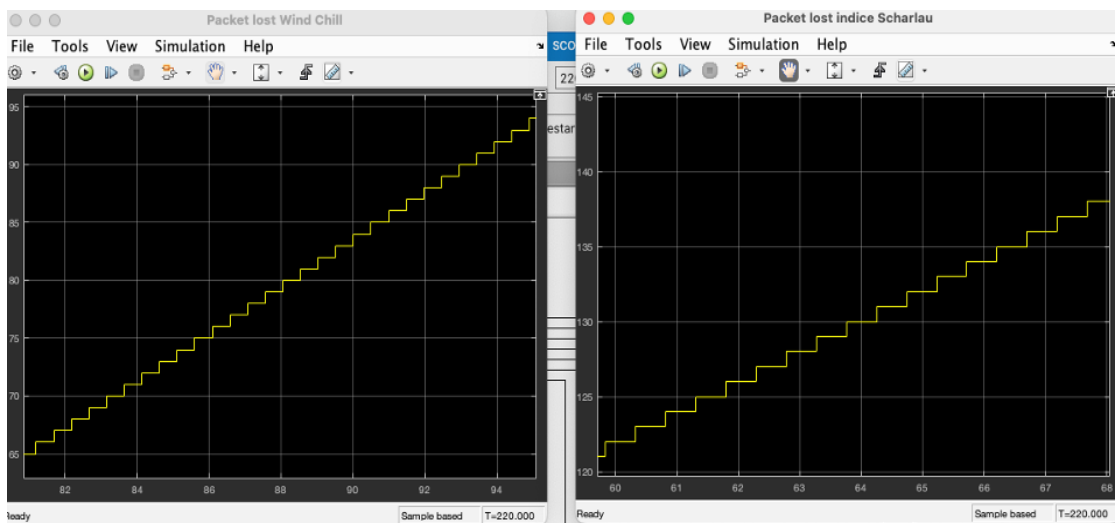 Packet lost Wind Chill
File Tools View Simulation Help
95
90
85
80
75
70
65
82 84 86 88 90 92 94
Ready
Sample based T=220.000
sco
22
estar
Packet lost indice Scharlau
File Tools View Simulation Help
145
140
135
130
125
120
60 61 62 63 64 65 66 67 68
Ready
Sample based T=220.000